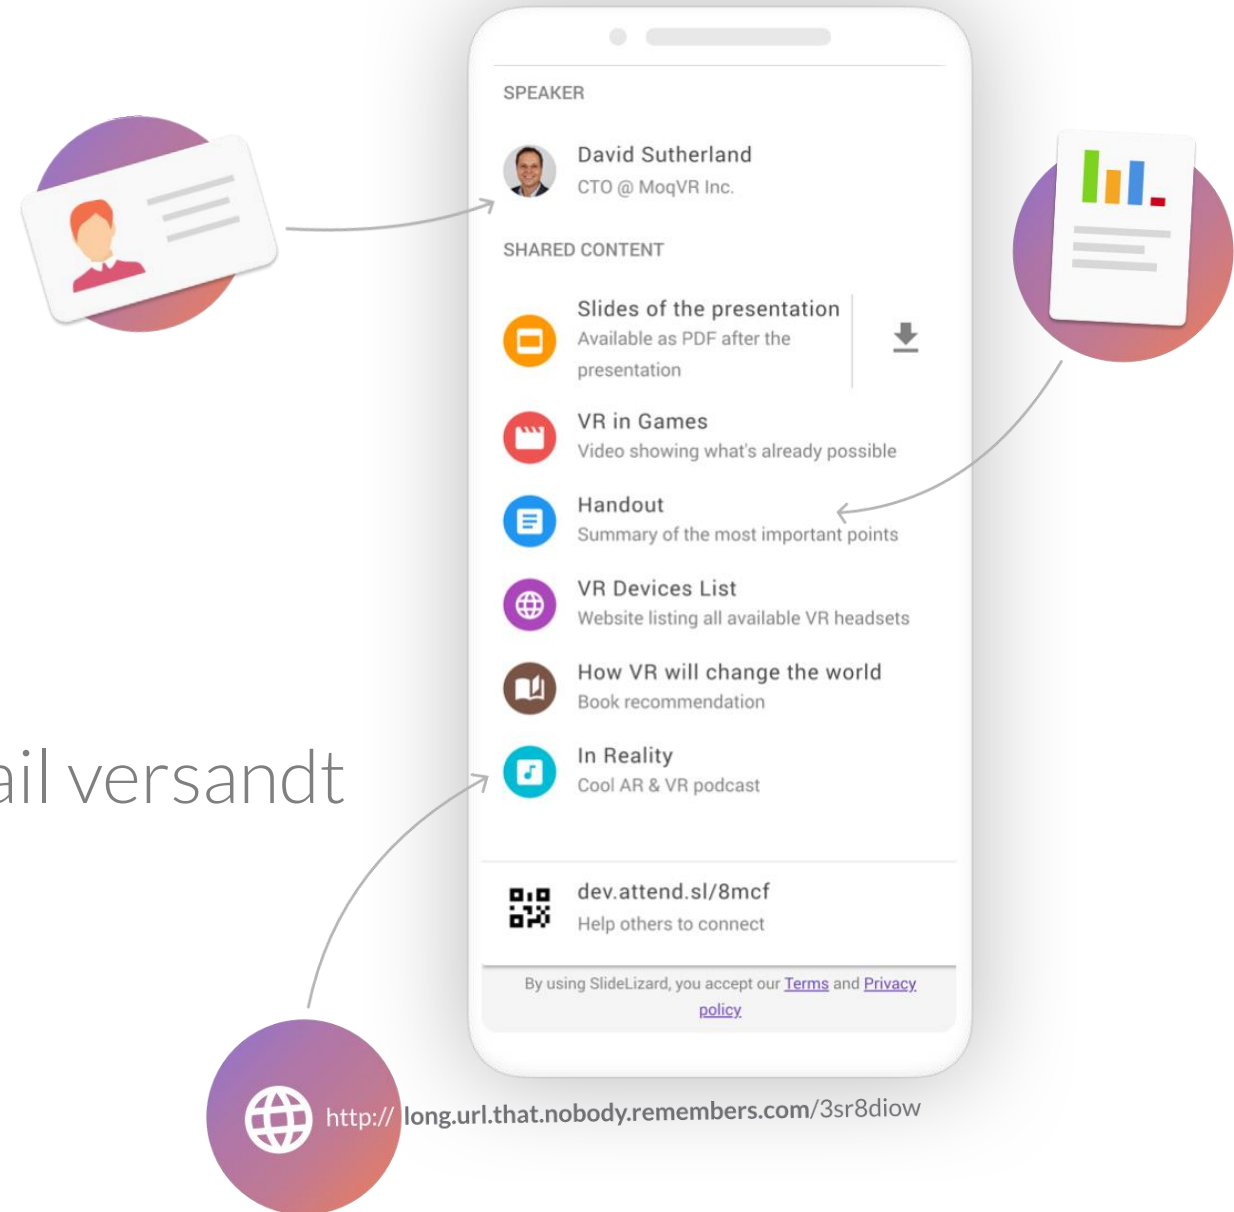 SPEAKER
David Sutherland
CTO @ MoqVR Inc.
SHARED CONTENT
Slides of the presentation
Available as PDF after the
presentation
VR in Games
Video showing what's already possible
Handout
Summary of the most important points
VR Devices List
Website listing all available VR headsets
How VR will change the world
Book recommendation
ail versandt
In Reality
Cool AR & VR podcast
dev.attend.sl/8mcf
Help others to connect
By using SlideLizard, you accept our Terms and Privacy
policy
http:// long.url.that.nobody.remembers.com/3sr8diow